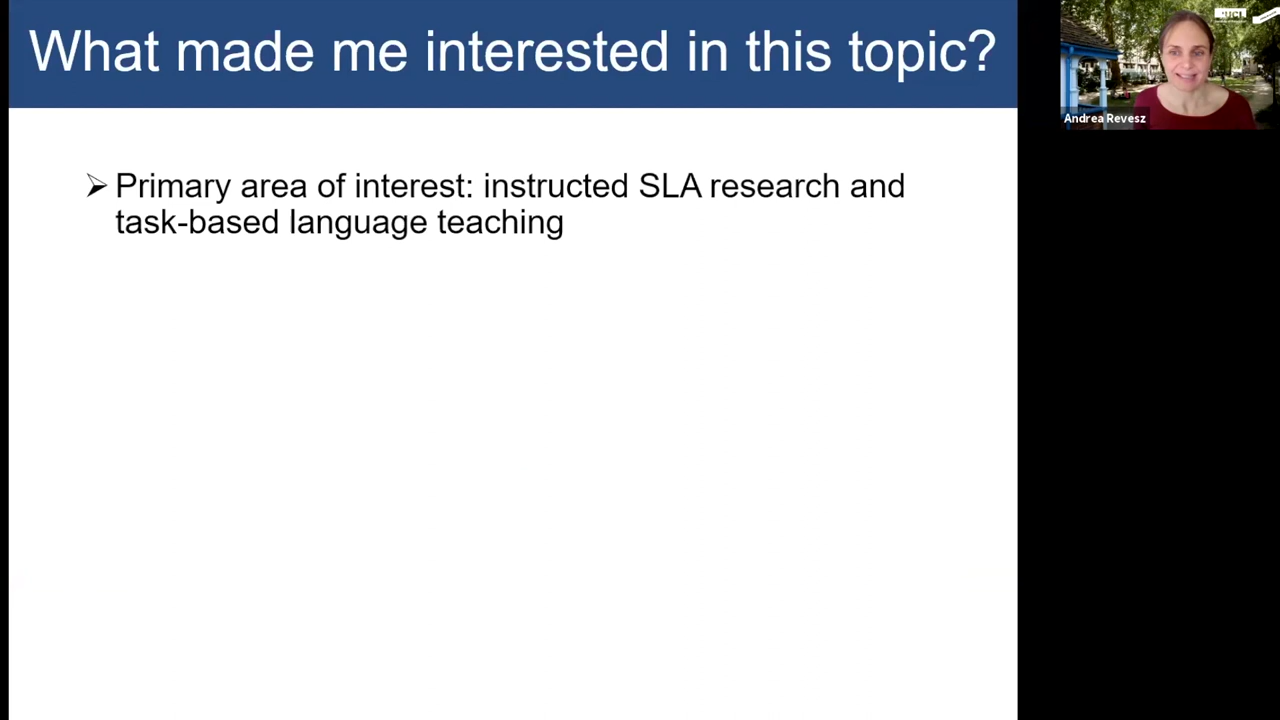 What made me interested in this topic?
➢ Primary area of interest: instructed SLA research and
task-based language teaching
UCL
Andrea Revesz